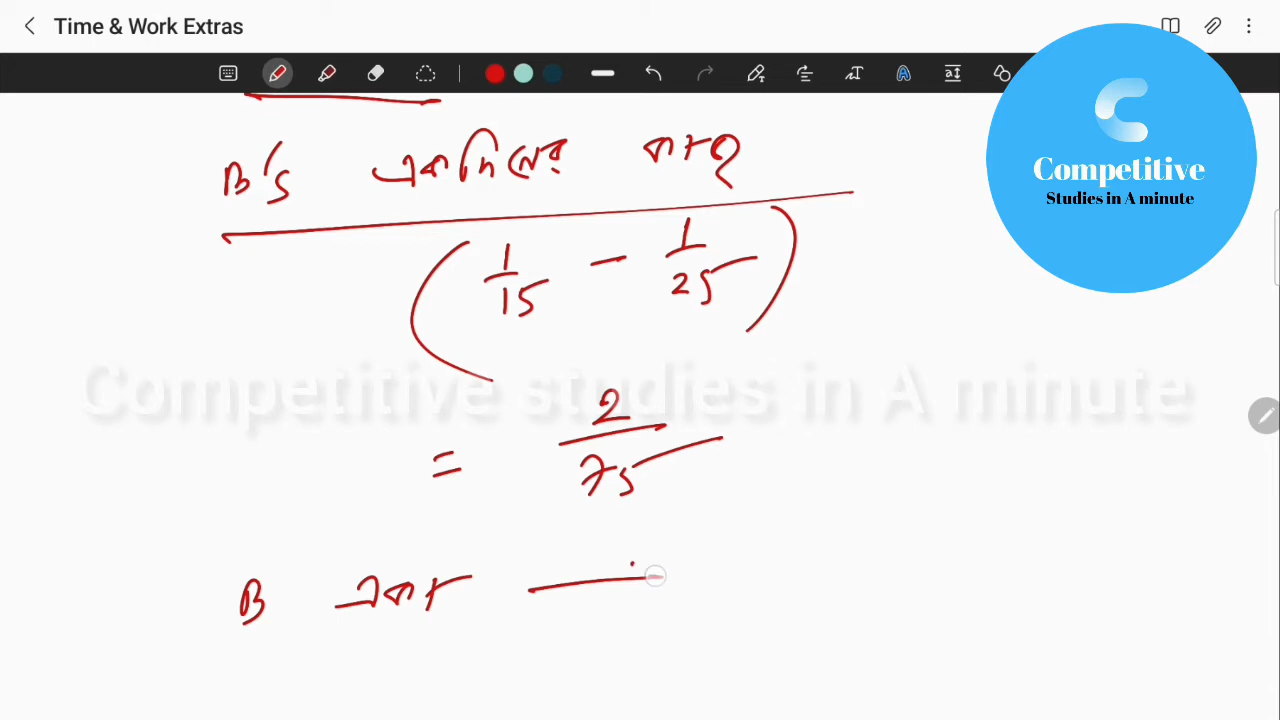 Time & Work Extras
Competitive
Studies in A minute
B's একদিনের কাজ
(1/15 - 1/25)
Competitive studies in A minute
= 2/75
B একা